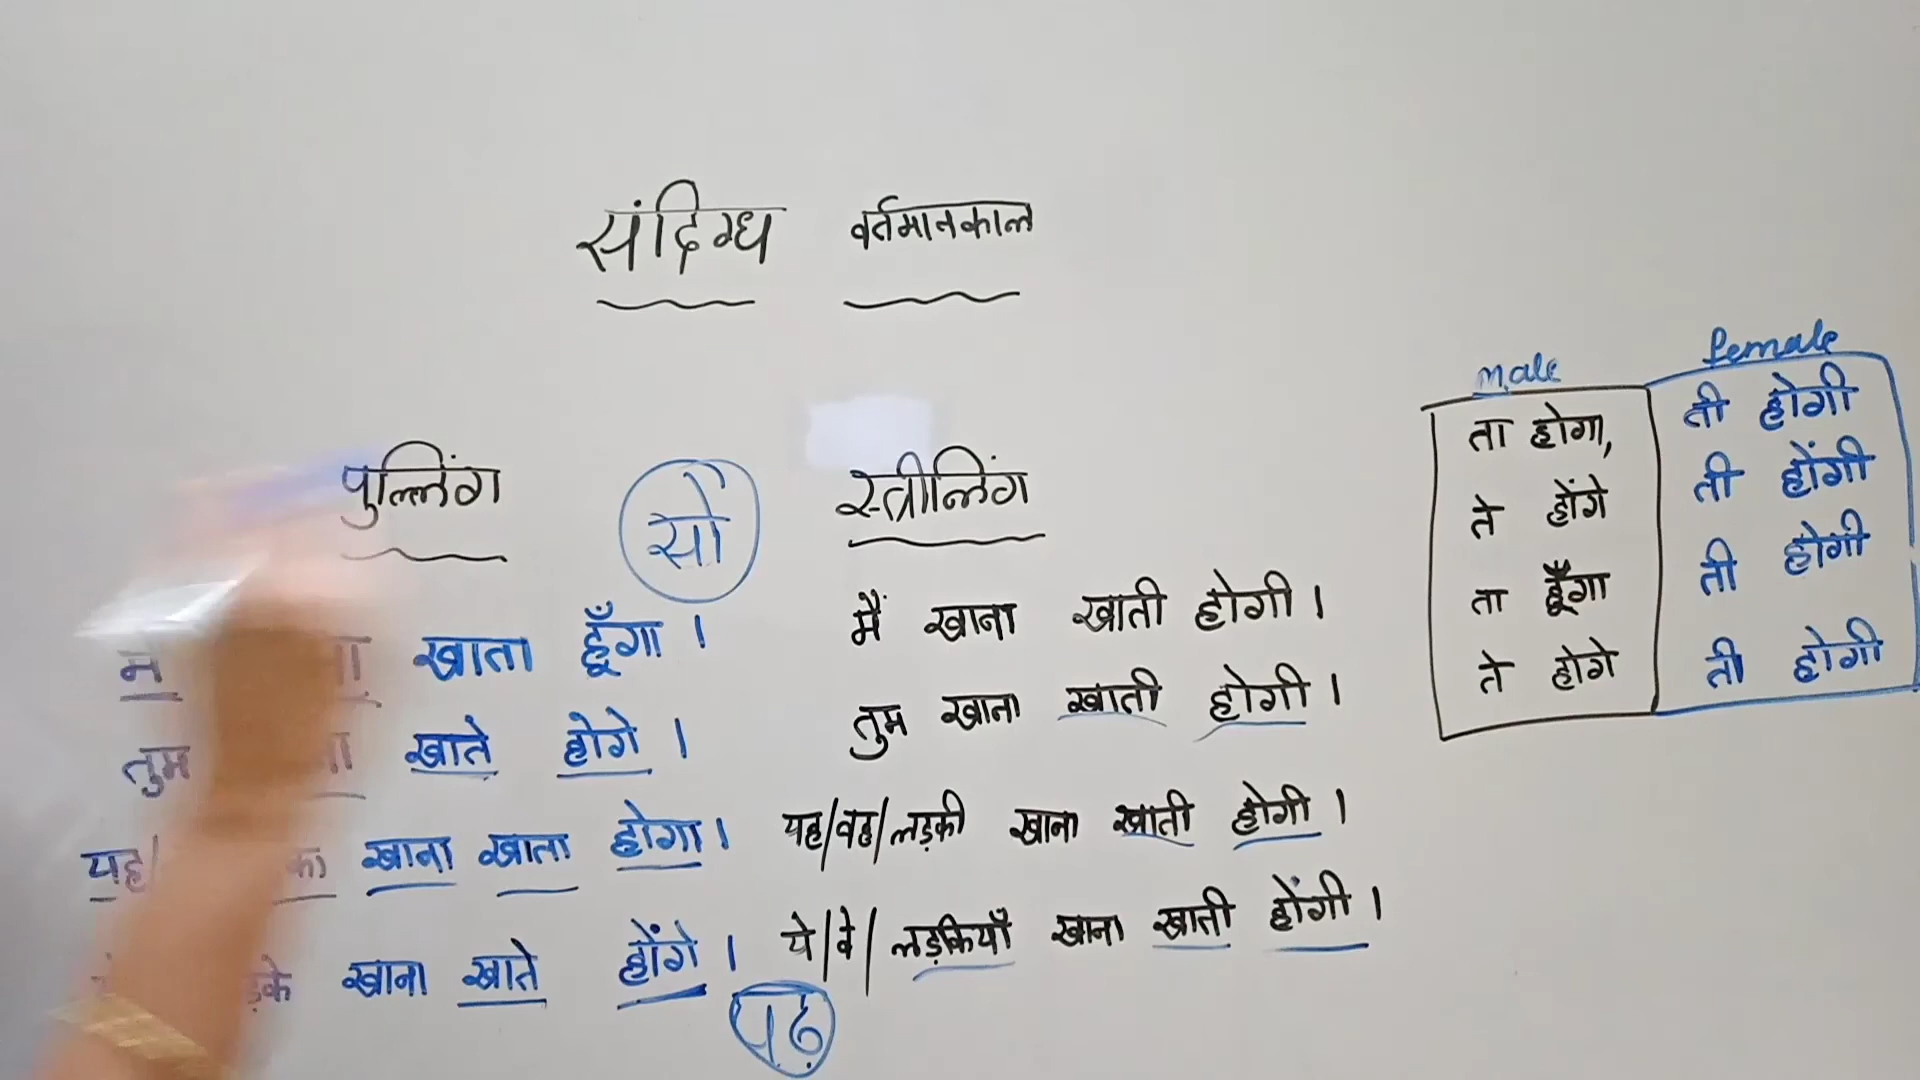 संदिग्ध वर्तमानकाल
पुल्लिंग
सो
स्त्रीलिंग
खाता हूँगा ।
तुम खाते होगे ।
यह/ खाना खाता होगा ।
खाना खाते होंगे ।
मैं खाना खाती होगी ।
तुम खाना खाती होगी ।
यह/वह/लड़की खाना खाती होगी ।
ये/वे/ लड़कियाँ खाना खाती होंगी ।
पढ़
male female
ता होगा, ती होगी
ते होंगे ती होंगी
ता हूँगा ती होगी
ते होगे ती होगी